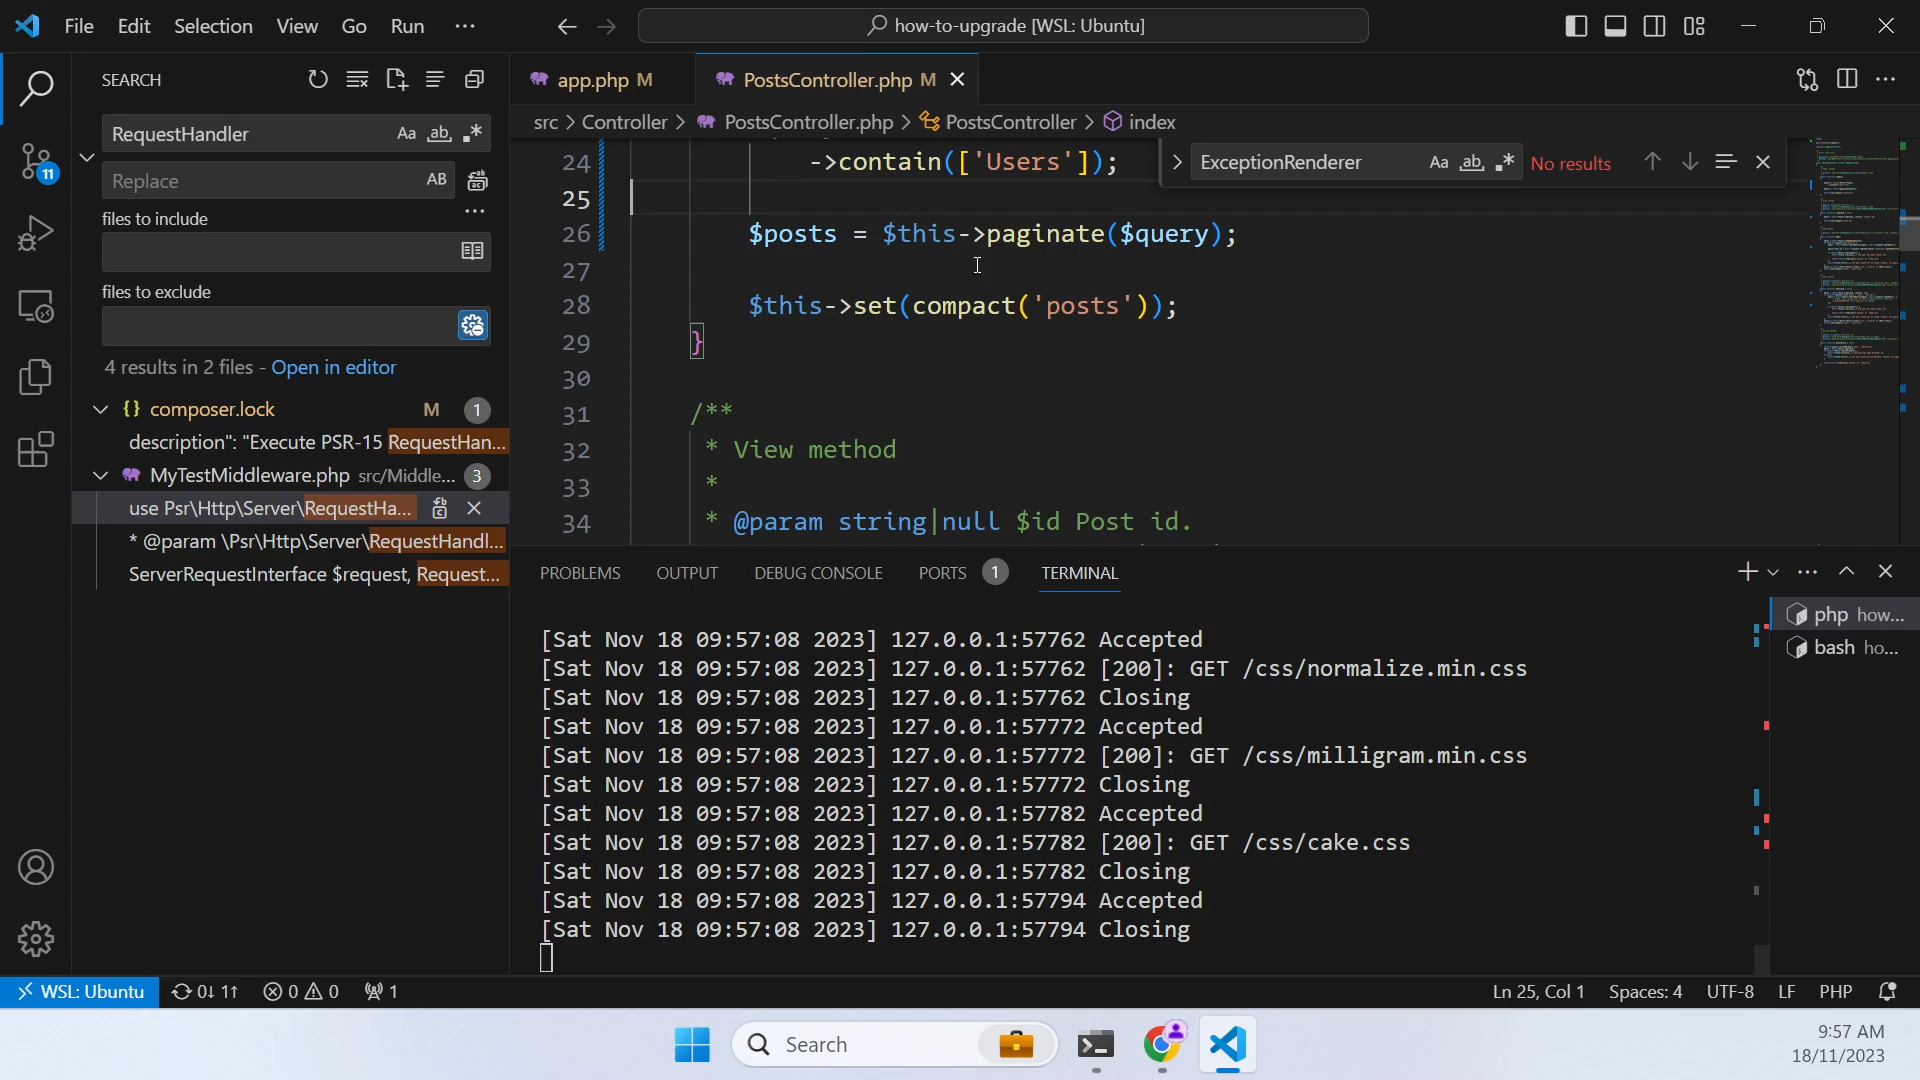 File Edit Selection View Go Run ··· how-to-upgrade [WSL: Ubuntu]
SEARCH
RequestHandler Aa ab .*
Replace AB
files to include
files to exclude
4 results in 2 files - Open in editor
{} composer.lock M 1
description": "Execute PSR-15 RequestHan...
MyTestMiddleware.php src/Middle... 3
use Psr\Http\Server\RequestHa...
* @param \Psr\Http\Server\RequestHandl...
ServerRequestInterface $request, Request...
11
app.php M PostsController.php M
src > Controller > PostsController.php > PostsController > index
ExceptionRenderer Aa ab .* No results
24 ->contain(['Users']);
25
26 $posts = $this->paginate($query);
27
28 $this->set(compact('posts'));
29 }
30
31 /**
32 * View method
33 *
34 * @param string|null $id Post id.
PROBLEMS OUTPUT DEBUG CONSOLE PORTS 1 TERMINAL
php how...
bash ho...
[Sat Nov 18 09:57:08 2023] 127.0.0.1:57762 Accepted
[Sat Nov 18 09:57:08 2023] 127.0.0.1:57762 [200]: GET /css/normalize.min.css
[Sat Nov 18 09:57:08 2023] 127.0.0.1:57762 Closing
[Sat Nov 18 09:57:08 2023] 127.0.0.1:57772 Accepted
[Sat Nov 18 09:57:08 2023] 127.0.0.1:57772 [200]: GET /css/milligram.min.css
[Sat Nov 18 09:57:08 2023] 127.0.0.1:57772 Closing
[Sat Nov 18 09:57:08 2023] 127.0.0.1:57782 Accepted
[Sat Nov 18 09:57:08 2023] 127.0.0.1:57782 [200]: GET /css/cake.css
[Sat Nov 18 09:57:08 2023] 127.0.0.1:57782 Closing
[Sat Nov 18 09:57:08 2023] 127.0.0.1:57794 Accepted
[Sat Nov 18 09:57:08 2023] 127.0.0.1:57794 Closing
WSL: Ubuntu 0↓ 1↑ 0 0 1 Ln 25, Col 1 Spaces: 4 UTF-8 LF PHP
Search
9:57 AM
18/11/2023